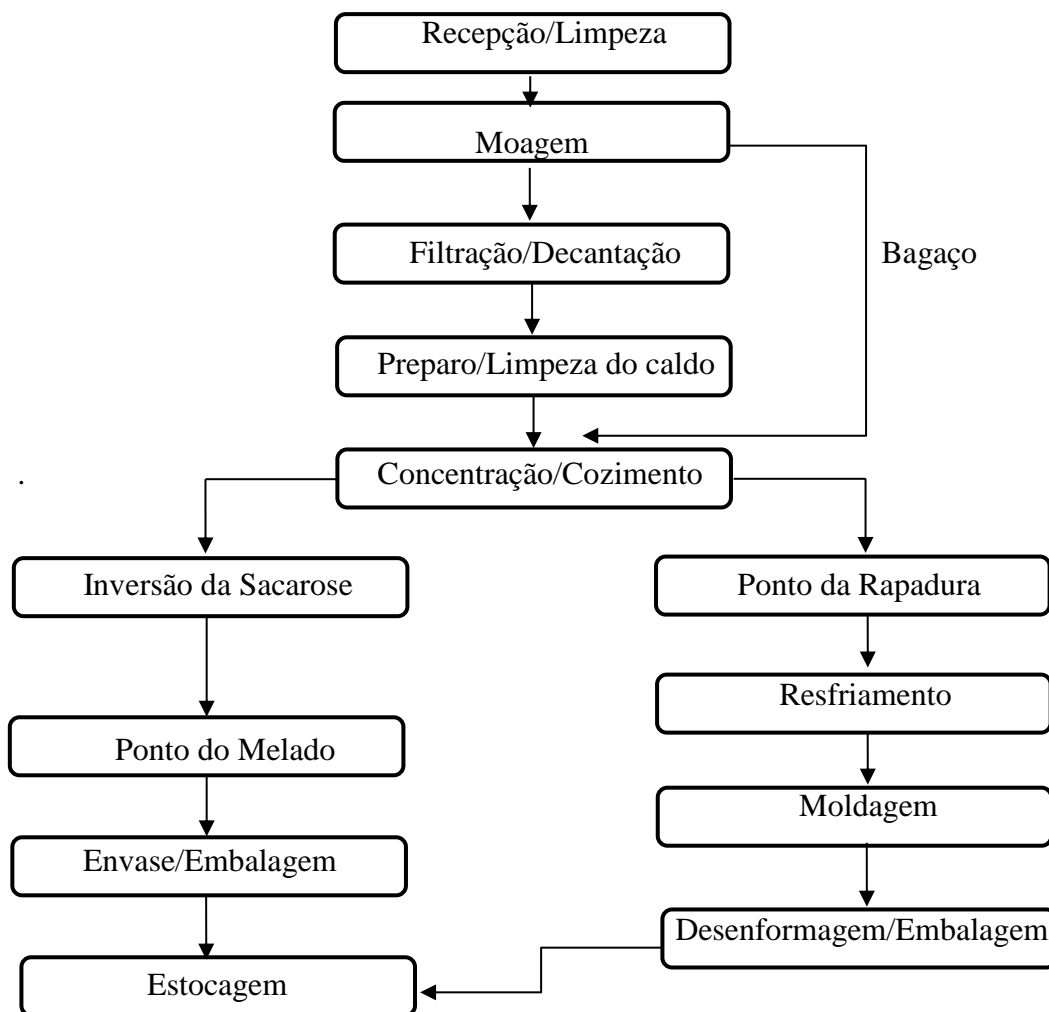 Recepção/Limpeza
Moagem
Filtração/Decantação
Bagaço
Preparo/Limpeza do caldo
Concentração/Cozimento
.
Inversão da Sacarose
Ponto da Rapadura
Resfriamento
Ponto do Melado
Moldagem
Envase/Embalagem
Desenformagem/Embalagem
Estocagem